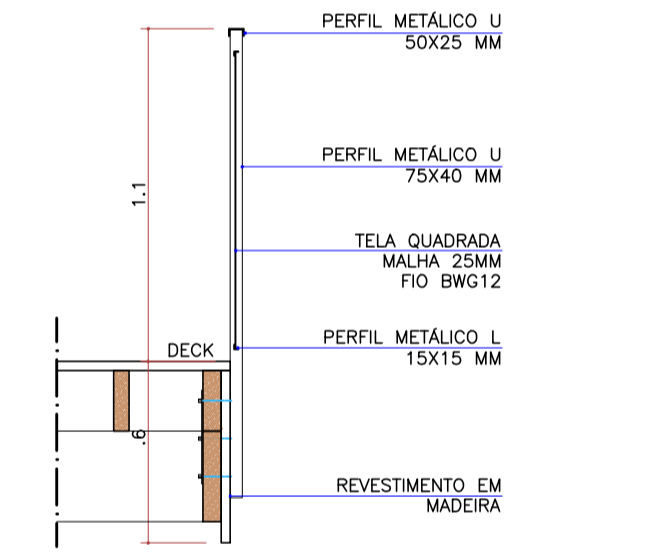 PERFIL METÁLICO U
50X25 MM
PERFIL METÁLICO U
75X40 MM
1.1
TELA QUADRADA
MALHA 25MM
FIO BWG12
PERFIL METÁLICO L
15X15 MM
DECK
.6
REVESTIMENTO EM
MADEIRA